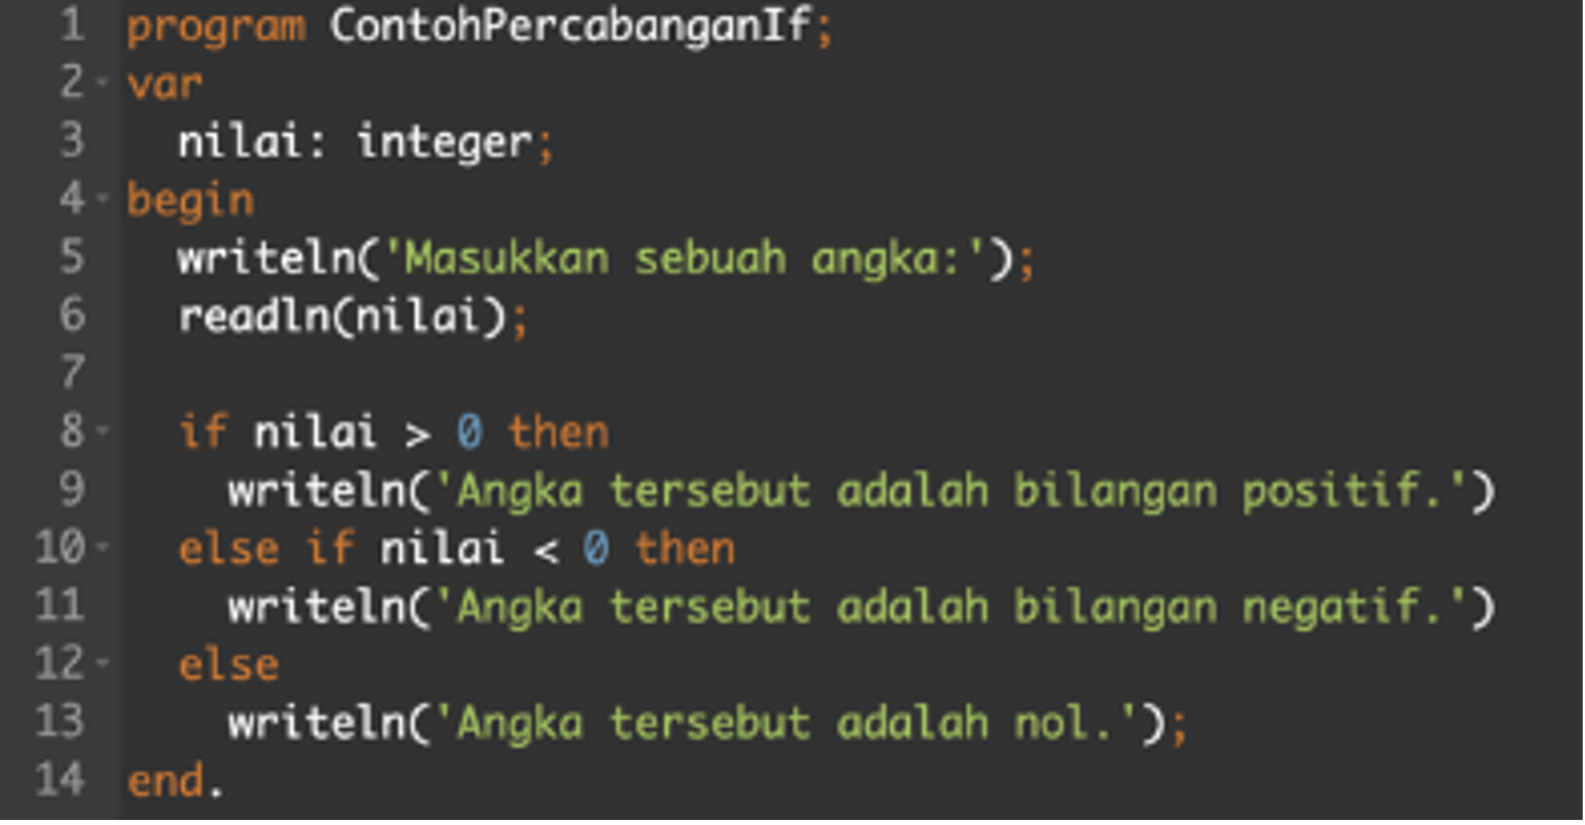 1 program ContohPercabanganIf;
2 var
3   nilai: integer;
4 begin
5   writeln('Masukkan sebuah angka:');
6   readln(nilai);
7
8   if nilai > 0 then
9     writeln('Angka tersebut adalah bilangan positif.')
10   else if nilai < 0 then
11     writeln('Angka tersebut adalah bilangan negatif.')
12   else
13     writeln('Angka tersebut adalah nol.');
14 end.